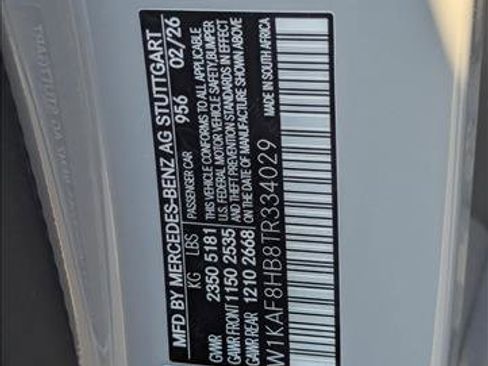 MFD BY MERCEDES-BENZ AG STUTTGART
PASSENGER CAR 956 02/26
KG LBS
GVWR 2350 5181
GAWR FRONT 1150 2535
GAWR REAR 1210 2668
THIS VEHICLE CONFORMS TO ALL APPLICABLE
U.S. FEDERAL MOTOR VEHICLE SAFETY, BUMPER
AND THEFT PREVENTION STANDARDS IN EFFECT
ON THE DATE OF MANUFACTURE SHOWN ABOVE
W1KAF8HB8TR334029
MADE IN SOUTH AFRICA